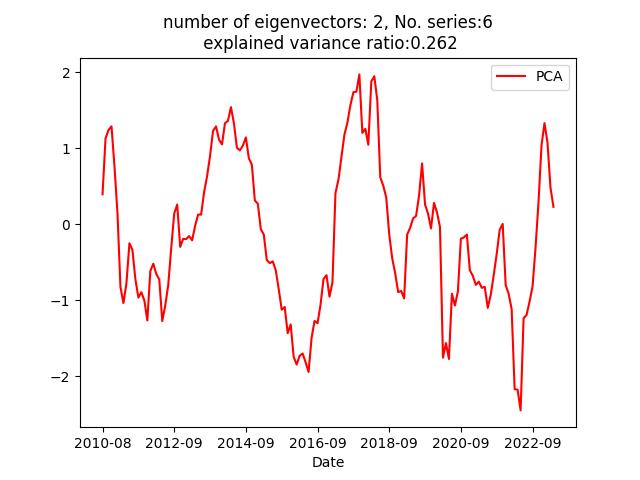 number of eigenvectors: 2, No. series:6
explained variance ratio:0.262
PCA
2
1
0
−1
−2
2010-08 2012-09 2014-09 2016-09 2018-09 2020-09 2022-09
Date